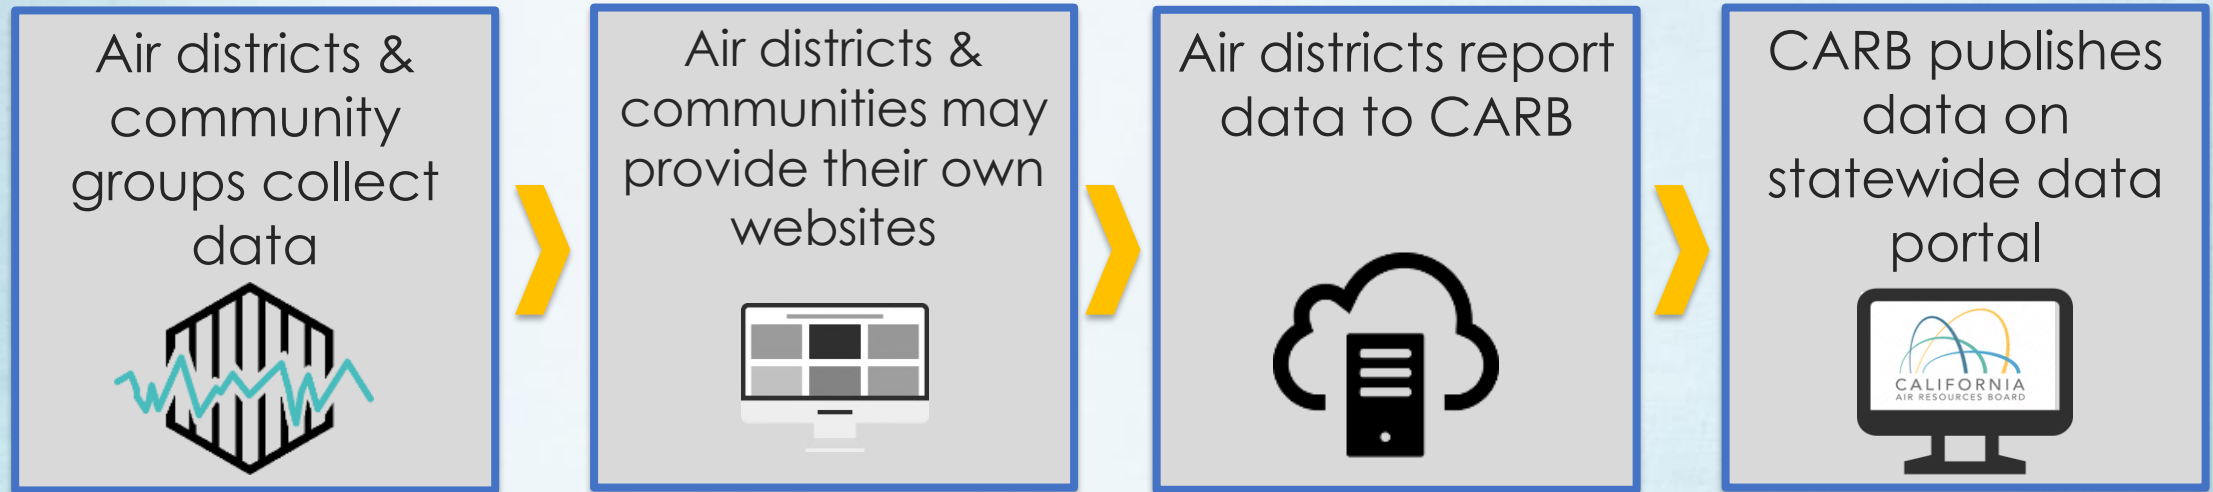 Air districts &
community
groups collect
data
Air districts &
communities may
provide their own
websites
Air districts report
data to CARB
CARB publishes
data on
statewide data
portal
CALIFORNIA
AIR RESOURCES BOARD